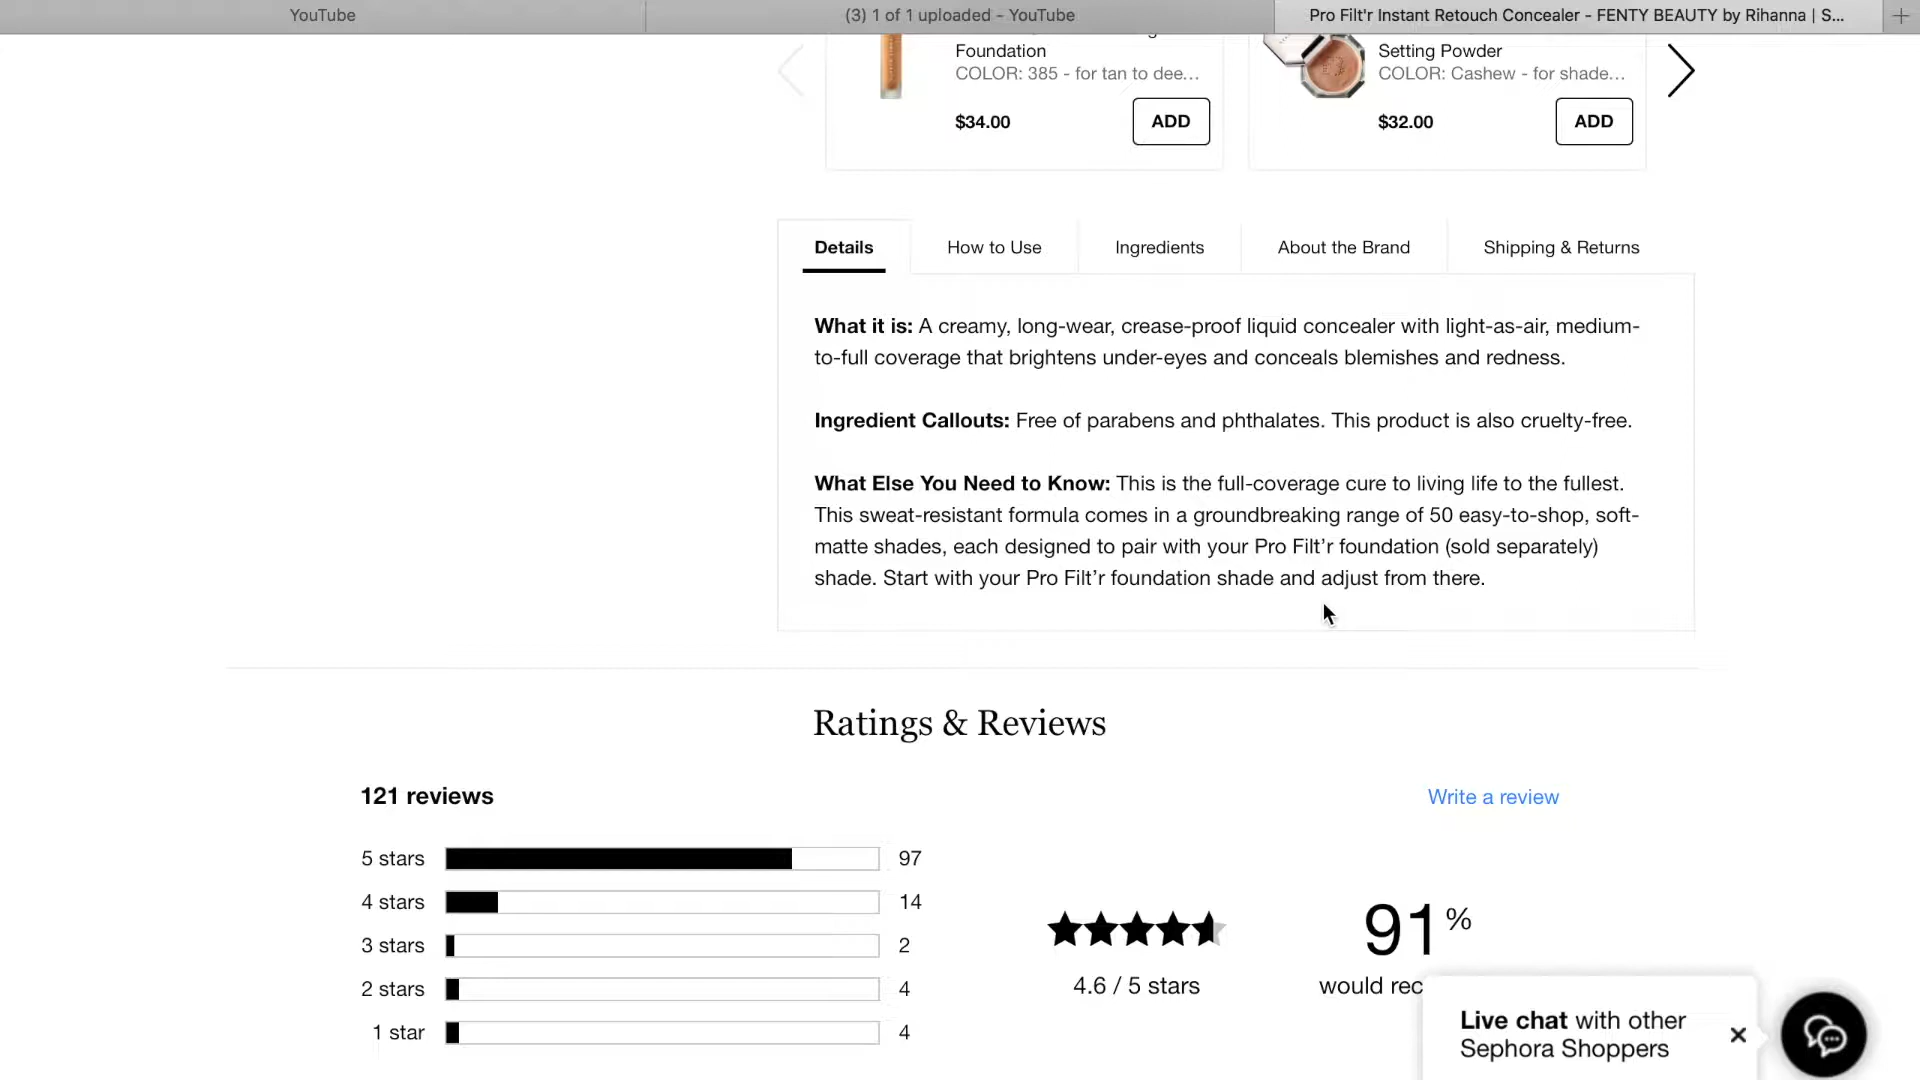 YouTube
(3) 1 of 1 uploaded - YouTube
Pro Filt'r Instant Retouch Concealer - FENTY BEAUTY by Rihanna | S...
Foundation
COLOR: 385 - for tan to dee...
$34.00
ADD
Setting Powder
COLOR: Cashew - for shade...
$32.00
ADD
Details
How to Use
Ingredients
About the Brand
Shipping & Returns
What it is: A creamy, long-wear, crease-proof liquid concealer with light-as-air, medium-
to-full coverage that brightens under-eyes and conceals blemishes and redness.
Ingredient Callouts: Free of parabens and phthalates. This product is also cruelty-free.
What Else You Need to Know: This is the full-coverage cure to living life to the fullest.
This sweat-resistant formula comes in a groundbreaking range of 50 easy-to-shop, soft-
matte shades, each designed to pair with your Pro Filt’r foundation (sold separately)
shade. Start with your Pro Filt’r foundation shade and adjust from there.
Ratings & Reviews
121 reviews
Write a review
5 stars 97
4 stars 14
3 stars 2
2 stars 4
1 star 4
4.6 / 5 stars
91%
would rec
Live chat with other
Sephora Shoppers